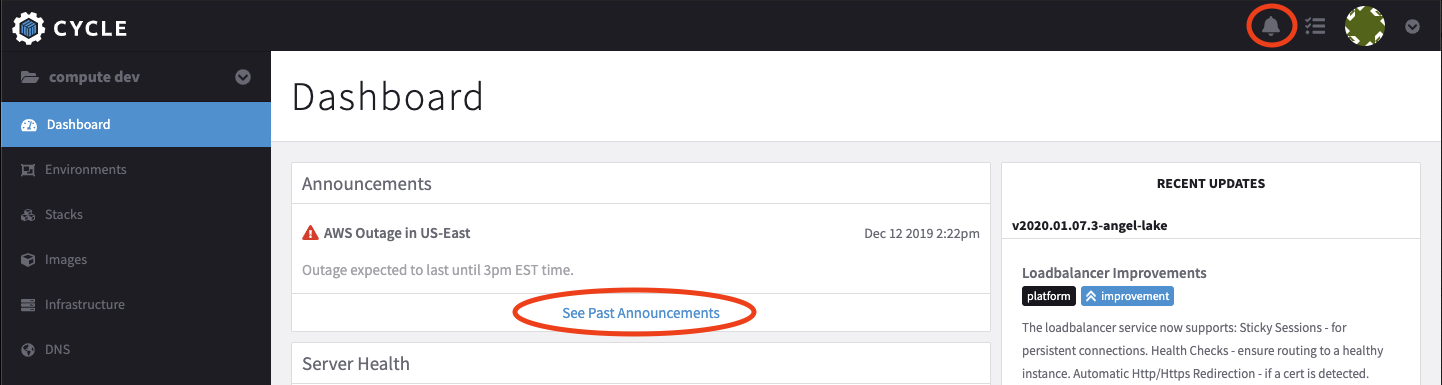 CYCLE
compute dev
Dashboard
Environments
Stacks
Images
Infrastructure
DNS
Dashboard
Announcements
AWS Outage in US-East
Dec 12 2019 2:22pm
Outage expected to last until 3pm EST time.
See Past Announcements
Server Health
RECENT UPDATES
v2020.01.07.3-angel-lake
Loadbalancer Improvements
platform
improvement
The loadbalancer service now supports: Sticky Sessions - for
persistent connections. Health Checks - ensure routing to a healthy
instance. Automatic Http/Https Redirection - if a cert is detected.